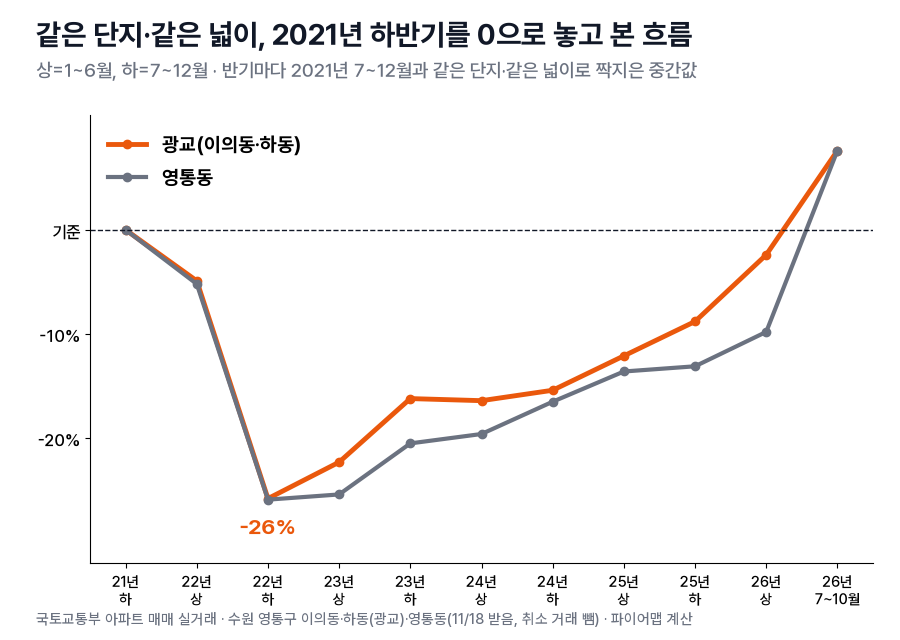 같은 단지·같은 넓이, 2021년 하반기를 0으로 놓고 본 흐름
상=1~6월, 하=7~12월 · 반기마다 2021년 7~12월과 같은 단지·같은 넓이로 짝지은 중간값
광교(이의동·하동)
영통동
기준
-10%
-20%
-26%
21년 22년 22년 23년 23년 24년 24년 25년 25년 26년 26년
하 상 하 상 하 상 하 상 하 상 7~10월
국토교통부 아파트 매매 실거래 · 수원 영통구 이의동·하동(광교)·영통동(11/18 받음, 취소 거래 뺌) · 파이어맵 계산